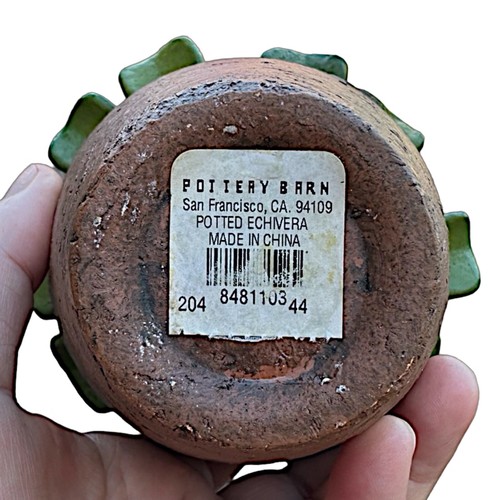 POTTERY BARN
San Francisco, CA. 94109
POTTED ECHIVERA
MADE IN CHINA
204 8481103 44